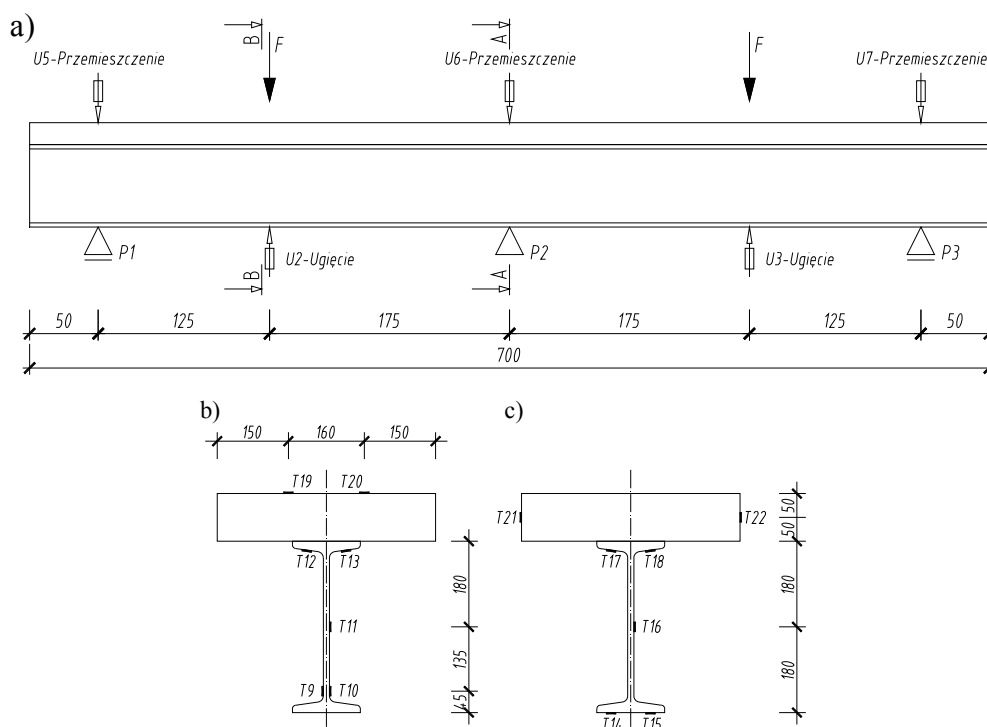 a)
B
F
A
F
U5-Przemieszczenie
U6-Przemieszczenie
U7-Przemieszczenie
P1
U2-Ugięcie
P2
U3-Ugięcie
P3
B
A
50 125 175 175 125 50
700
b)
c)
150 160 150
T19 T20
T21 T22
50
50
T12 T13
T17 T18
180
180
T11
T16
135
180
T9 T10
45
T14 T15